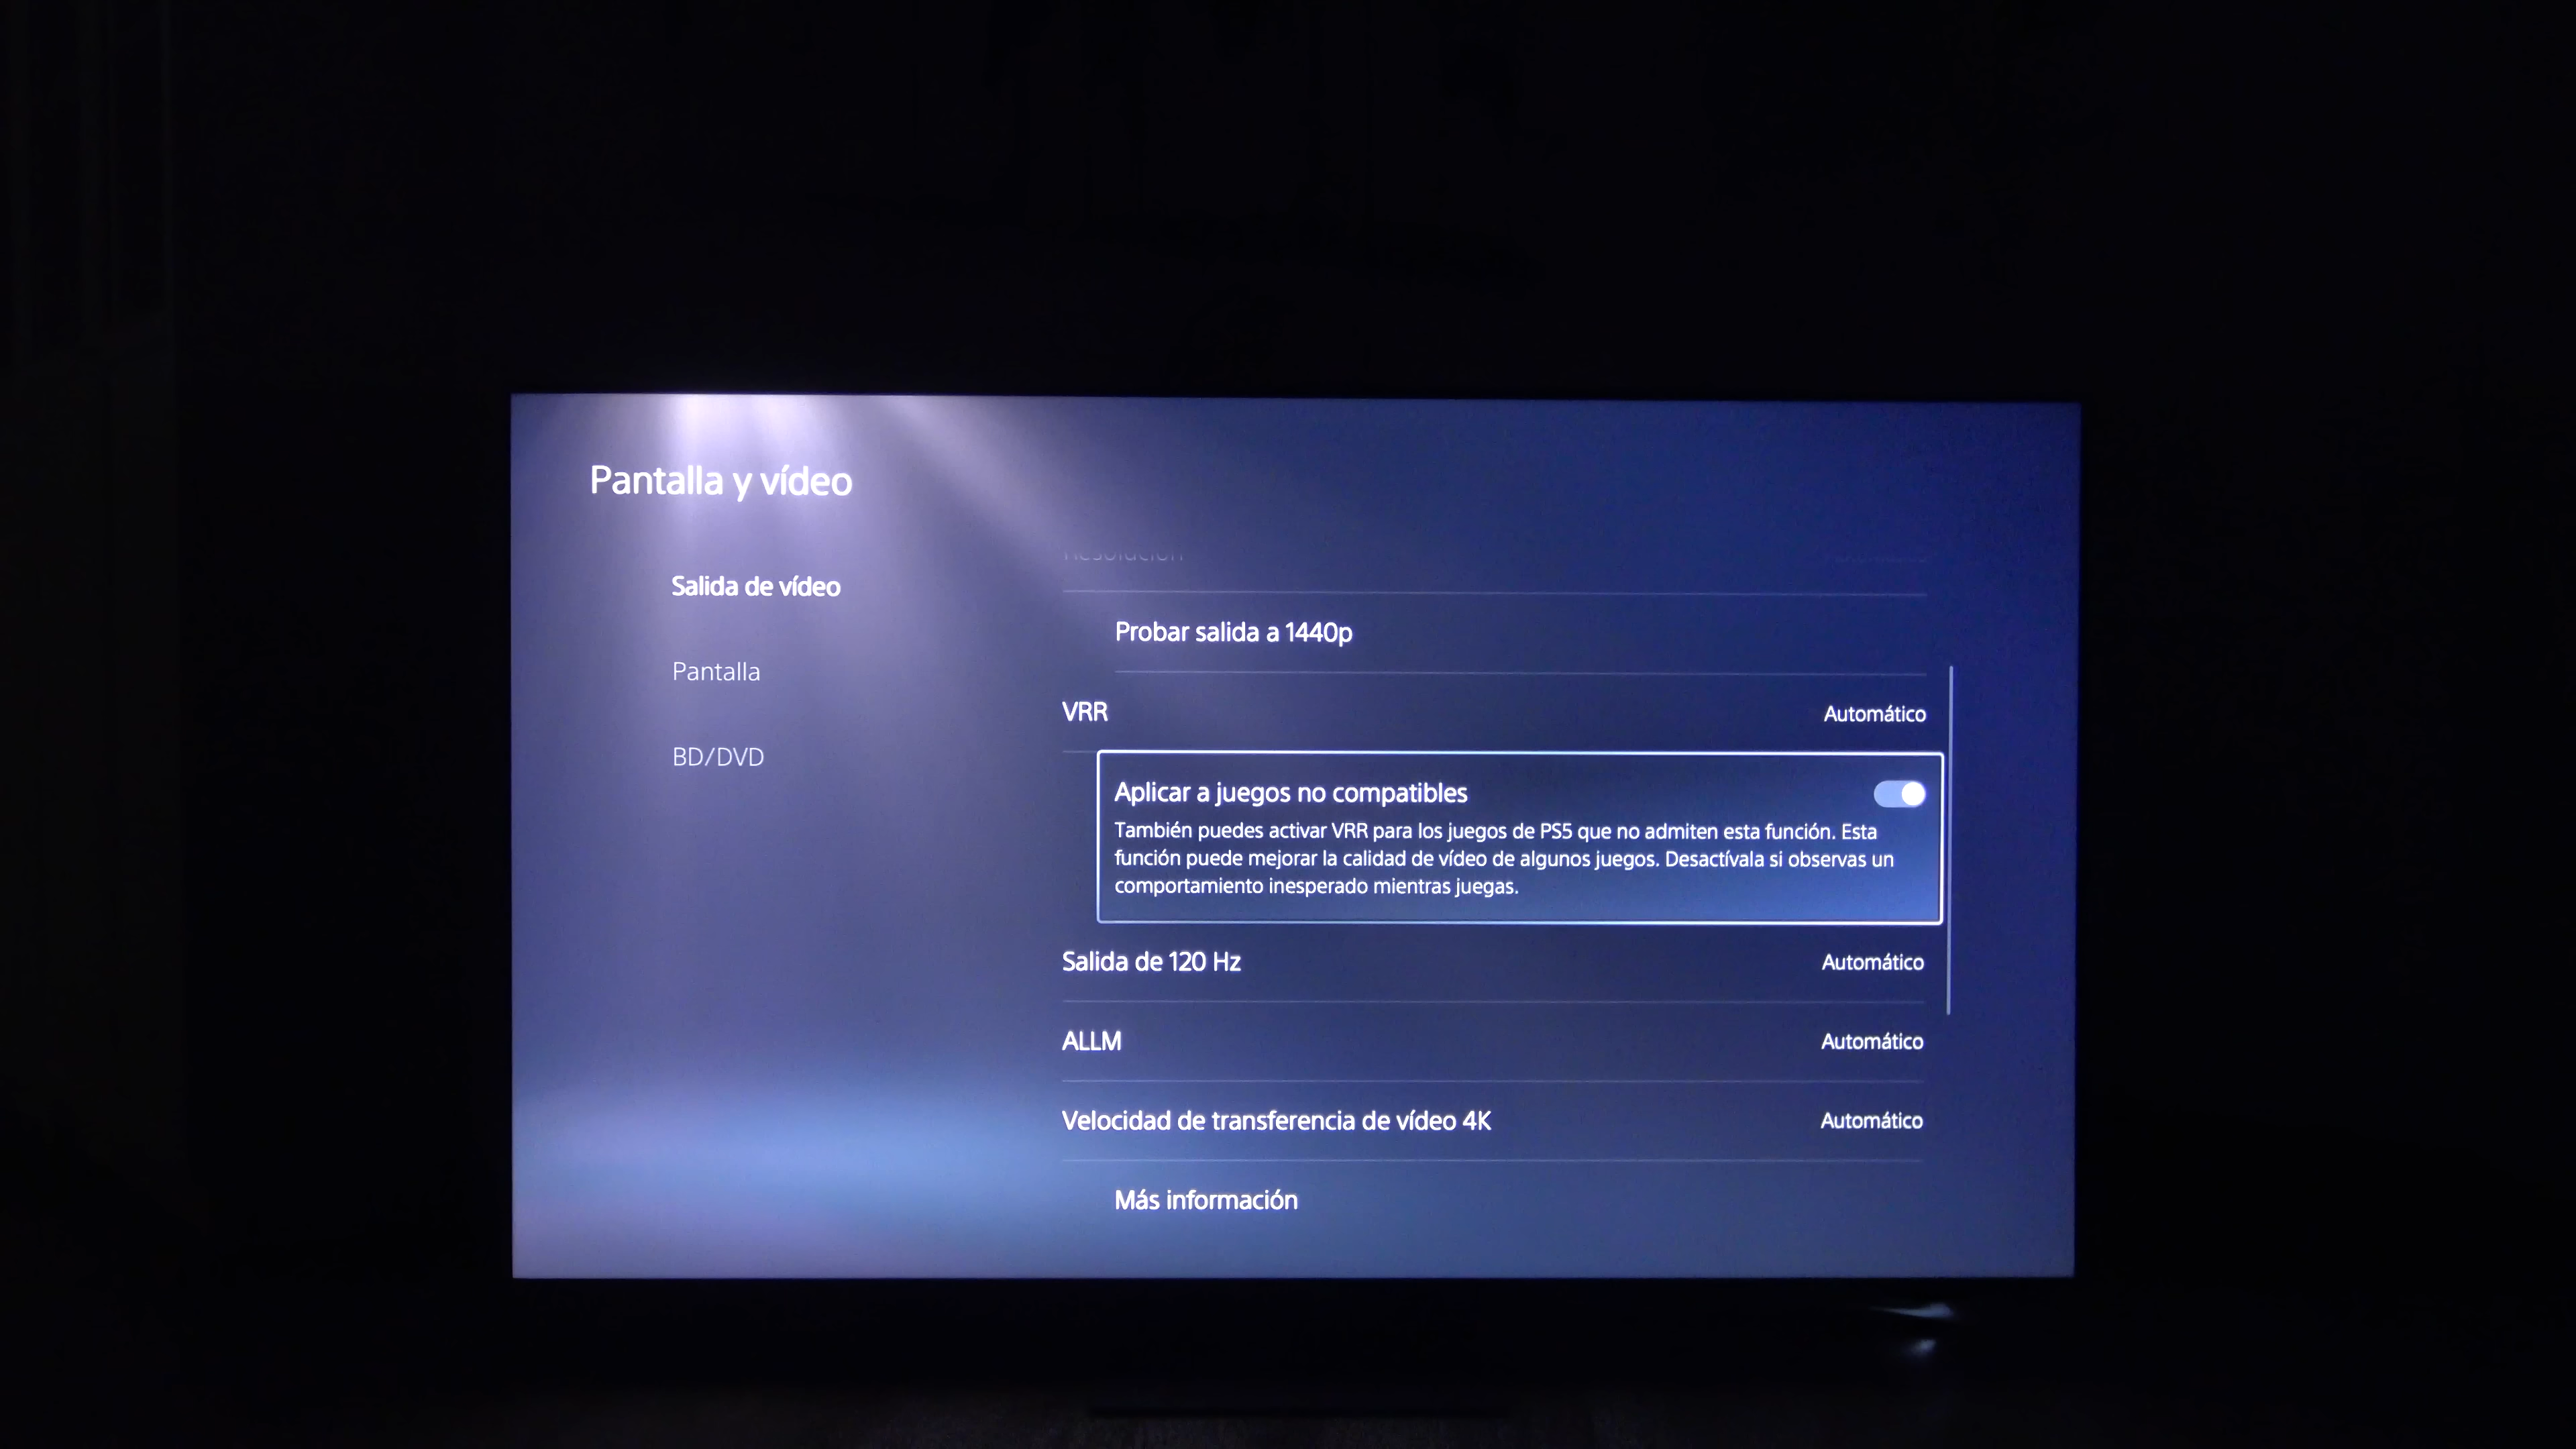 Pantalla y vídeo
Salida de vídeo
Pantalla
BD/DVD
Resolución
Probar salida a 1440p
VRR Automático
Aplicar a juegos no compatibles
También puedes activar VRR para los juegos de PS5 que no admiten esta función. Esta
función puede mejorar la calidad de vídeo de algunos juegos. Desactívala si observas un
comportamiento inesperado mientras juegas.
Salida de 120 Hz Automático
ALLM Automático
Velocidad de transferencia de vídeo 4K Automático
Más información